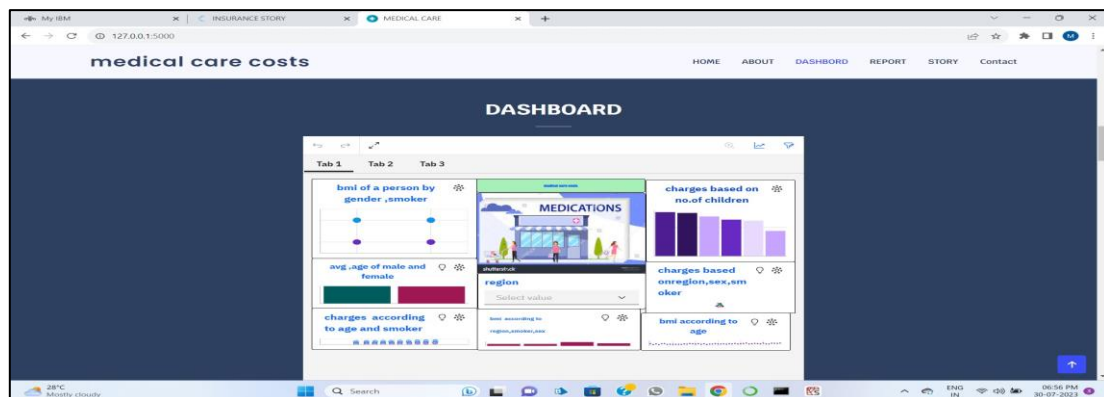 My IBM
INSURANCE STORY
MEDICAL CARE
127.0.0.1:5000
M
medical care costs
HOME ABOUT DASHBORD REPORT STORY Contact
DASHBOARD
Tab 1 Tab 2 Tab 3
bmi of a person by
gender ,smoker
avg ,age of male and
female
charges according
to age and smoker
MEDICATIONS
shutterstock
region
Select value
bmi according to
region,smoker,sex
charges based on
no.of children
charges based
onregion,sex,sm
oker
bmi according to
age
28°C
Mostly cloudy
Search
ENG
IN
06:56 PM
30-07-2023